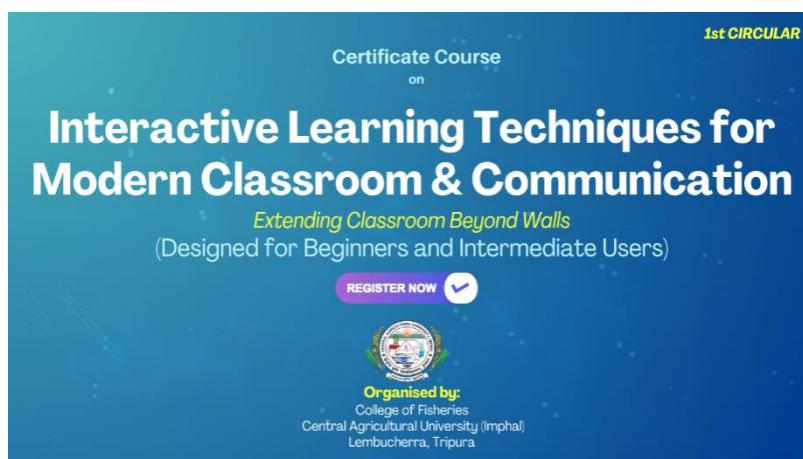 1st CIRCULAR
Certificate Course
on
Interactive Learning Techniques for
Modern Classroom & Communication
Extending Classroom Beyond Walls
(Designed for Beginners and Intermediate Users)
REGISTER NOW
Organised by:
College of Fisheries
Central Agricultural University (Imphal)
Lembucherra, Tripura